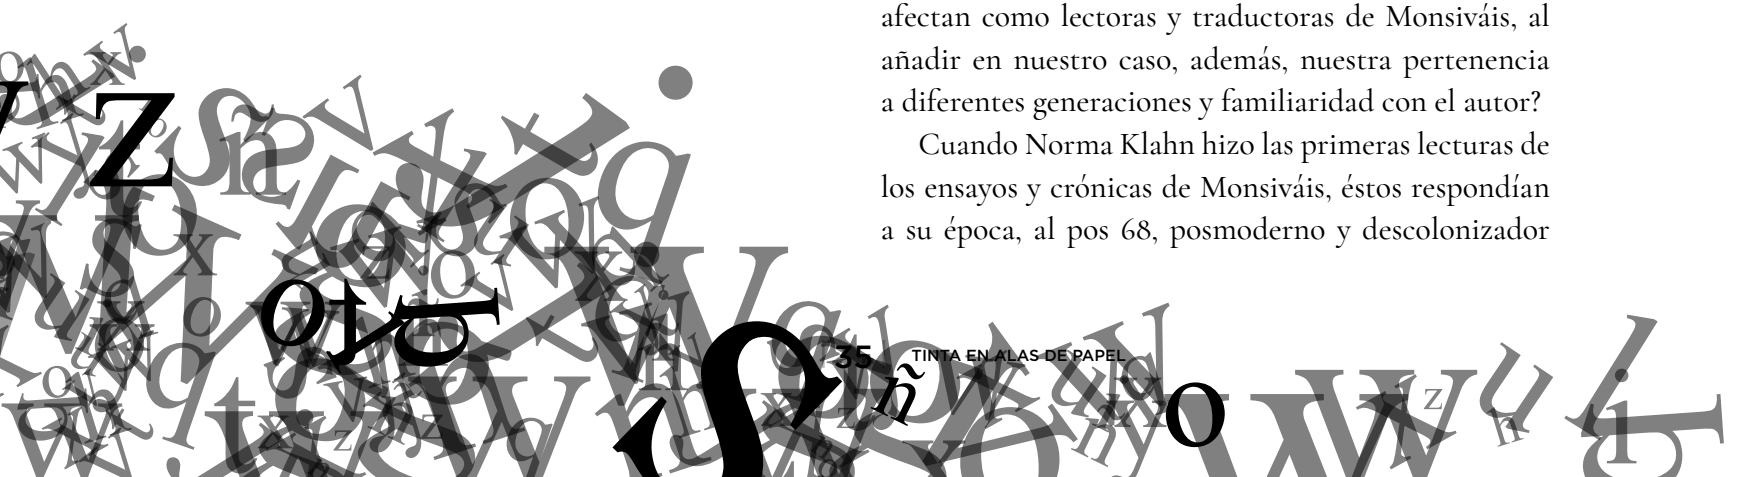 afectan como lectoras y traductoras de Monsiváis, al
añadir en nuestro caso, además, nuestra pertenencia
a diferentes generaciones y familiaridad con el autor?
Cuando Norma Klahn hizo las primeras lecturas de
los ensayos y crónicas de Monsiváis, éstos respondían
a su época, al pos 68, posmoderno y descolonizador
35 TINTA EN ALAS DE PAPEL